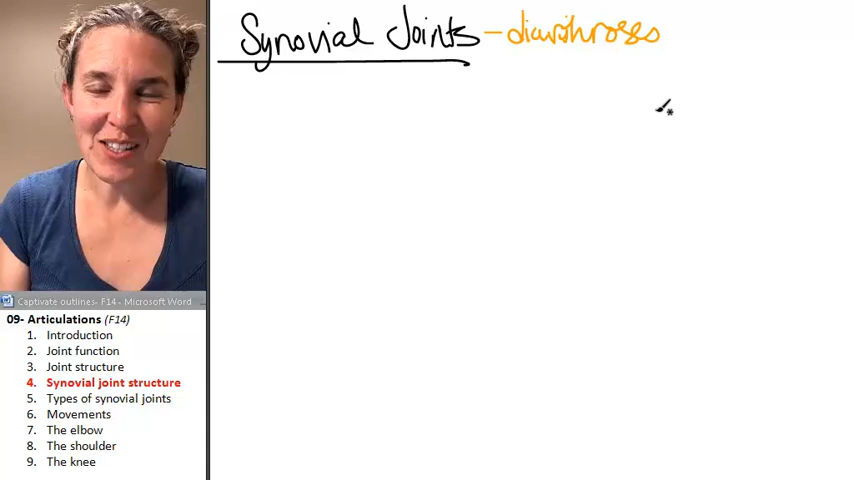 Synovial Joints - diarthroses
Captivate outlines- F14 - Microsoft Word
09- Articulations (F14)
1. Introduction
2. Joint function
3. Joint structure
4. Synovial joint structure
5. Types of synovial joints
6. Movements
7. The elbow
8. The shoulder
9. The knee